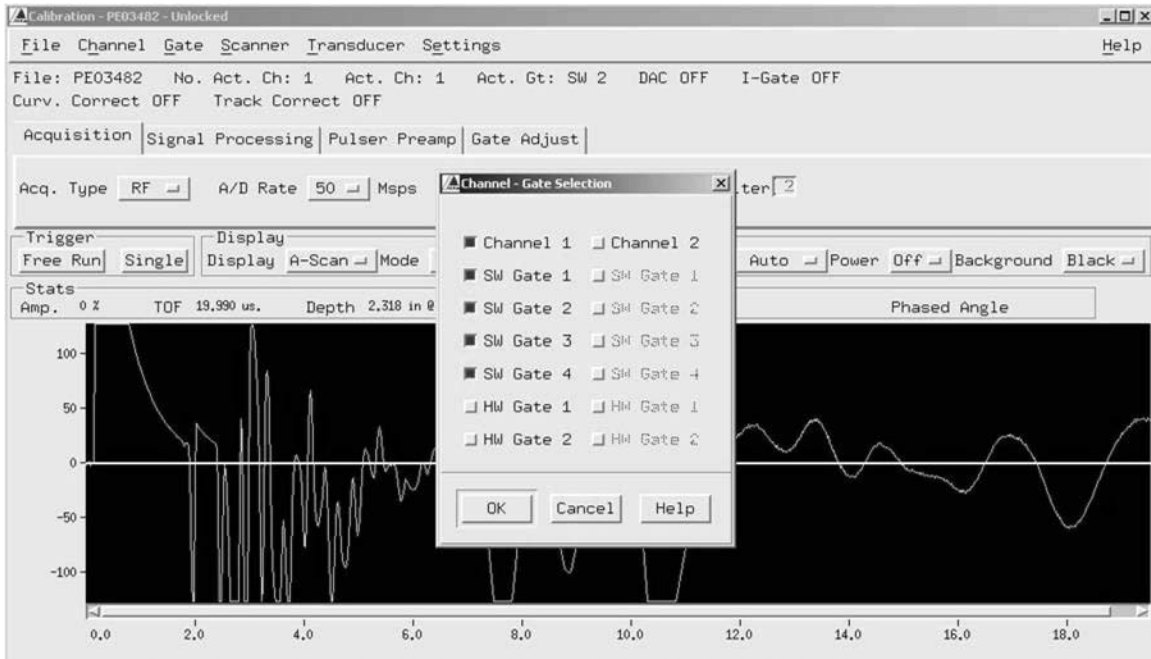 Calibration - PE03482 - Unlocked
File Channel Gate Scanner Transducer Settings Help
File: PE03482 No. Act. Ch: 1 Act. Ch: 1 Act. Gt: SW 2 DAC OFF I-Gate OFF
Curv. Correct OFF Track Correct OFF
Acquisition Signal Processing Pulser Preamp Gate Adjust
Acq. Type RF A/D Rate 50 Msps ter 2
Channel - Gate Selection
Trigger Display
Free Run Single Display A-Scan Mode Auto Power Off Background Black
Stats
Amp. 0 % TOF 19.990 us. Depth 2.318 in @ Phased Angle
Channel 1 Channel 2
SW Gate 1 SW Gate 1
SW Gate 2 SW Gate 2
SW Gate 3 SW Gate 3
SW Gate 4 SW Gate 4
HW Gate 1 HW Gate 1
HW Gate 2 HW Gate 2
OK Cancel Help
100
50
0
-50
-100
0.0 2.0 4.0 6.0 8.0 10.0 12.0 14.0 16.0 18.0